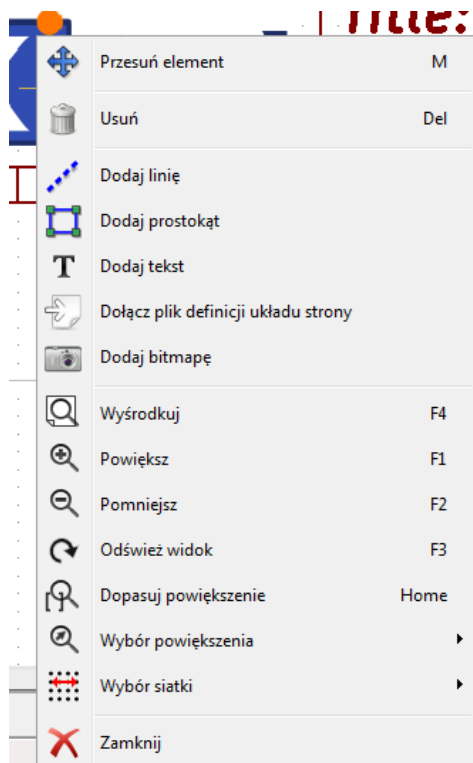 Title:
Przesuń element M
Usuń Del
Dodaj linię
Dodaj prostokąt
T Dodaj tekst
Dołącz plik definicji układu strony
Dodaj bitmapę
Wyśrodkuj F4
Powiększ F1
Pomniejsz F2
Odśwież widok F3
Dopasuj powiększenie Home
Wybór powiększenia
Wybór siatki
Zamknij